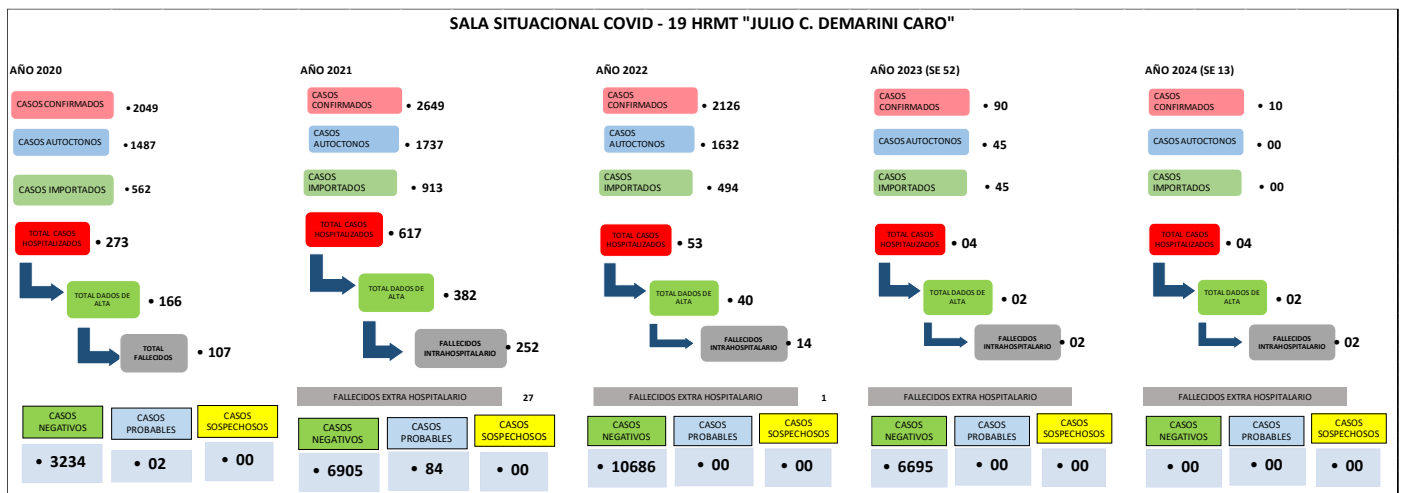 SALA SITUACIONAL COVID - 19 HRMT "JULIO C. DEMARINI CARO"
AÑO 2020
CASOS CONFIRMADOS
• 2049
CASOS AUTOCTONOS
• 1487
CASOS IMPORTADOS
• 562
TOTAL CASOS
HOSPITALIZADOS
• 273
TOTAL DADOS DE
ALTA
• 166
TOTAL
FALLECIDOS
• 107
CASOS
NEGATIVOS
CASOS
PROBABLES
CASOS
SOSPECHOSOS
• 3234
• 02
• 00
AÑO 2021
CASOS
CONFIRMADOS
• 2649
CASOS
AUTOCTONOS
• 1737
CASOS
IMPORTADOS
• 913
TOTAL CASOS
HOSPITALIZADOS
• 617
TOTAL DADOS DE
ALTA
• 382
FALLECIDOS
INTRAHOSPITALARIO
• 252
FALLECIDOS EXTRA HOSPITALARIO
27
CASOS
NEGATIVOS
CASOS
PROBABLES
CASOS
SOSPECHOSOS
• 6905
• 84
• 00
AÑO 2022
CASOS
CONFIRMADOS
• 2126
CASOS
AUTOCTONOS
• 1632
CASOS
IMPORTADOS
• 494
TOTAL CASOS
HOSPITALIZADOS
• 53
TOTAL DADOS DE
ALTA
• 40
FALLECIDOS
INTRAHOSPITALARIO
• 14
FALLECIDOS EXTRA HOSPITALARIO
1
CASOS
NEGATIVOS
CASOS
PROBABLES
CASOS
SOSPECHOSOS
• 10686
• 00
• 00
AÑO 2023 (SE 52)
CASOS
CONFIRMADOS
• 90
CASOS
AUTOCTONOS
• 45
CASOS
IMPORTADOS
• 45
TOTAL CASOS
HOSPITALIZADOS
• 04
TOTAL DADOS DE
ALTA
• 02
FALLECIDOS
INTRAHOSPITALARIO
• 02
FALLECIDOS EXTRA HOSPITALARIO
CASOS
NEGATIVOS
CASOS
PROBABLES
CASOS
SOSPECHOSOS
• 6695
• 00
• 00
AÑO 2024 (SE 13)
CASOS
CONFIRMADOS
• 10
CASOS
AUTOCTONOS
• 00
CASOS
IMPORTADOS
• 00
TOTAL CASOS
HOSPITALIZADOS
• 04
TOTAL DADOS DE
ALTA
• 02
FALLECIDOS
INTRAHOSPITALARIO
• 02
FALLECIDOS EXTRA HOSPITALARIO
CASOS
NEGATIVOS
CASOS
PROBABLES
CASOS
SOSPECHOSOS
• 00
• 00
• 00